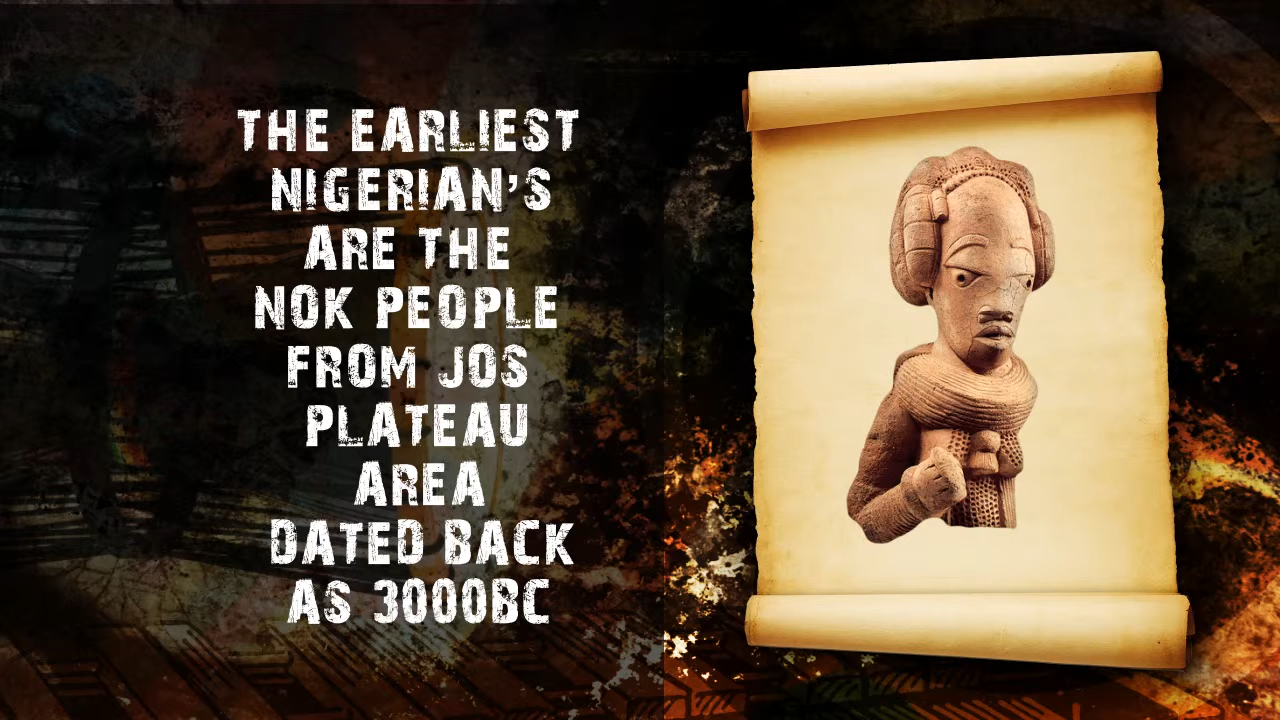 THE EARLIEST
NIGERIAN'S
ARE THE
NOK PEOPLE
FROM JOS
PLATEAU
AREA
DATED BACK
AS 3000BC